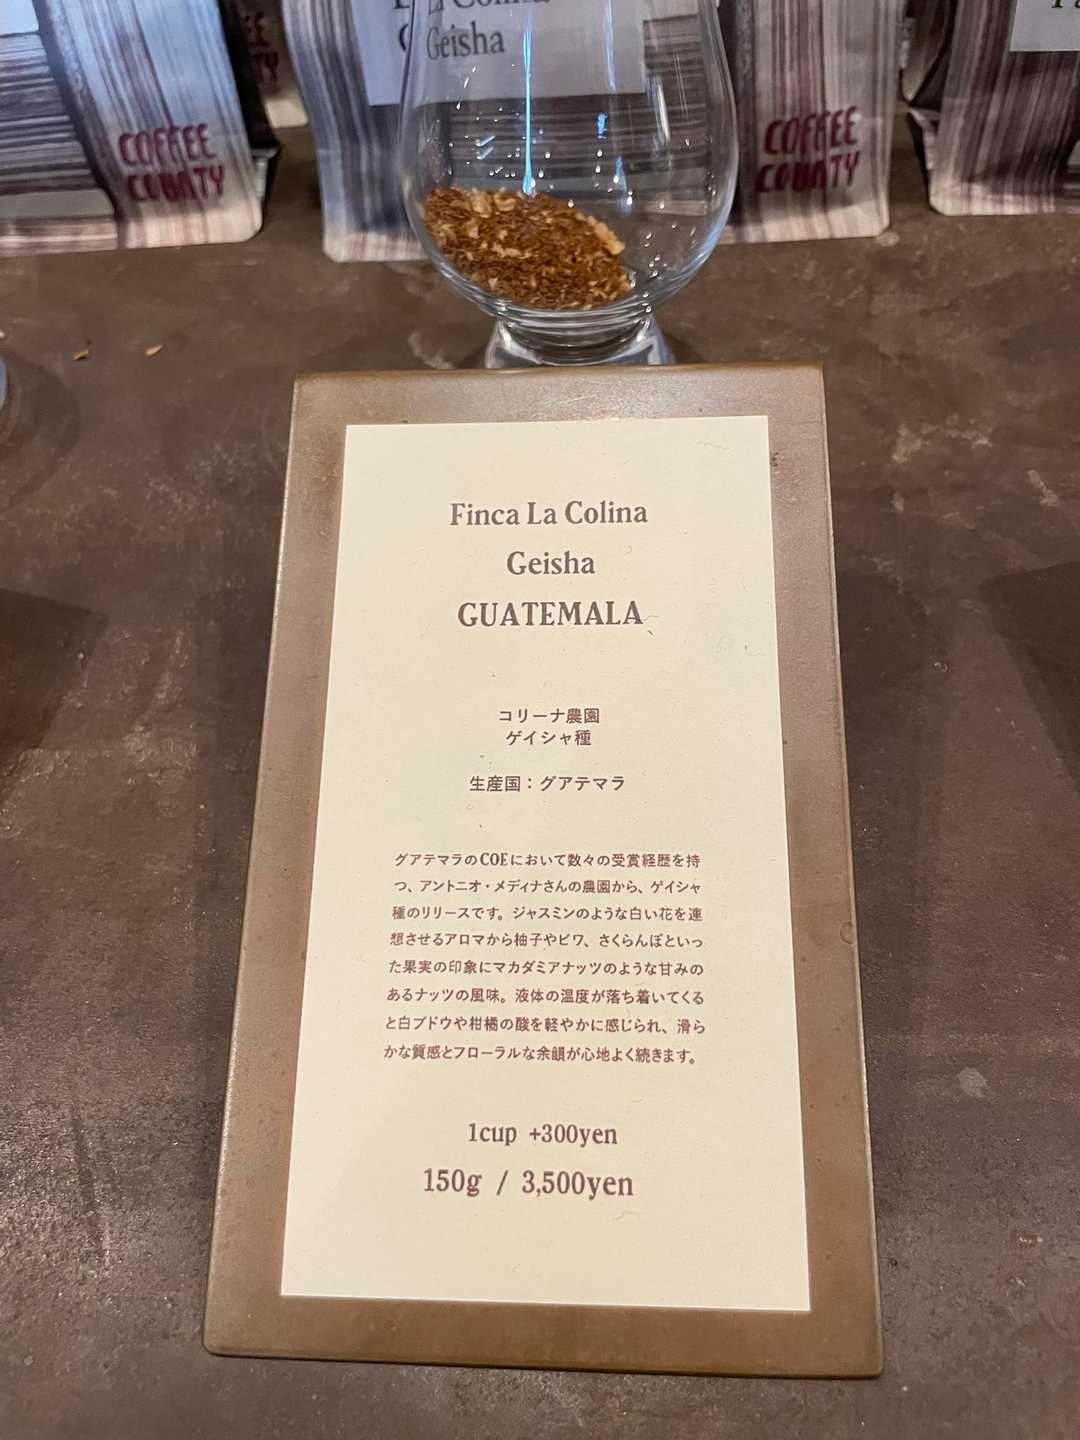 La Colina
Geisha
COFFEE
COUNTY
COFFEE
COUNTY
Finca La Colina
Geisha
GUATEMALA
コリーナ農園
ゲイシャ種
生産国：グアテマラ
グアテマラのCOEにおいて数々の受賞経歴を持
つ、アントニオ・メディナさんの農園から、ゲイシャ
種のリリースです。ジャスミンのような白い花を連
想させるアロマから柚子やビワ、さくらんぼといっ
た果実の印象にマカダミアナッツのような甘みの
あるナッツの風味。液体の温度が落ち着いてくる
と白ブドウや柑橘の酸を軽やかに感じられ、滑ら
かな質感とフローラルな余韻が心地よく続きます。
1cup +300yen
150g / 3,500yen